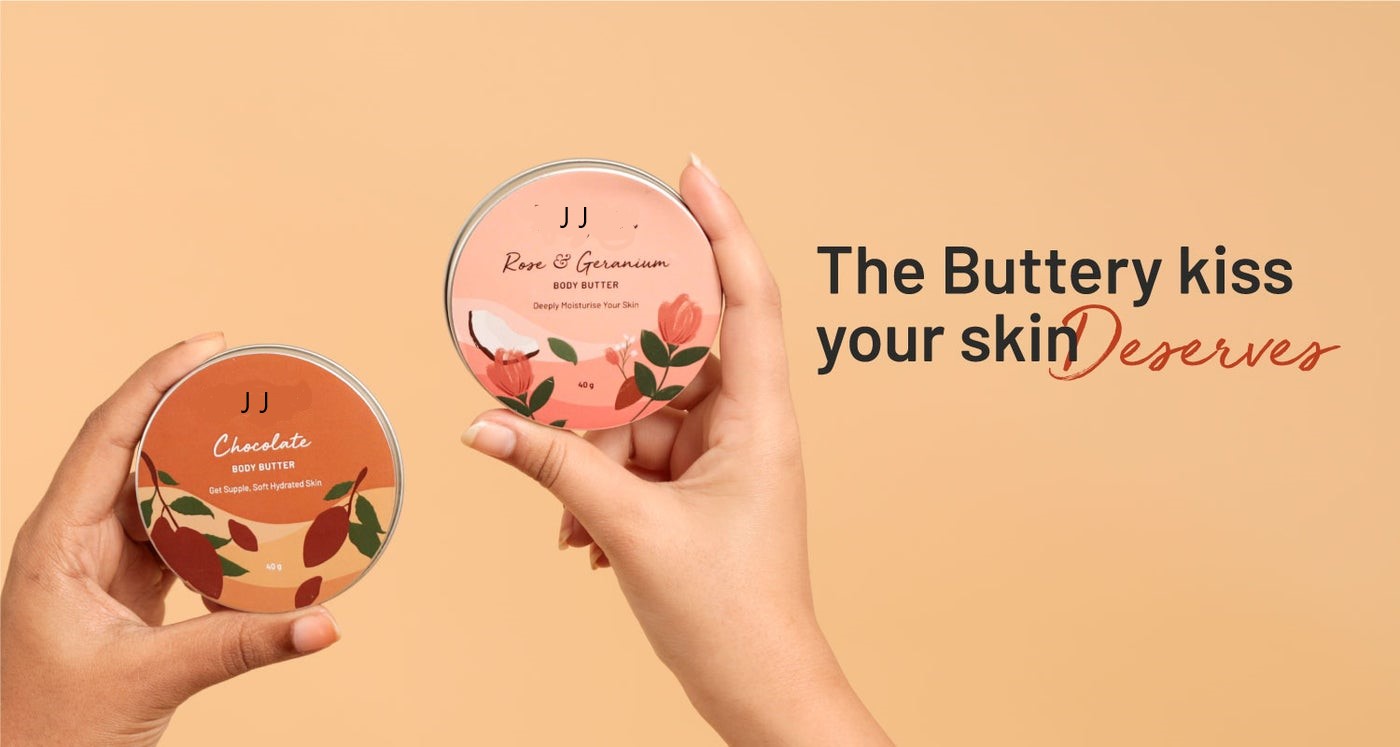 J J
Rose & Geranium
BODY BUTTER
Deeply Moisturise Your Skin
40 g
J J
Chocolate
BODY BUTTER
Get Supple, Soft Hydrated Skin
40 g
The Buttery kiss
your skin Deserves